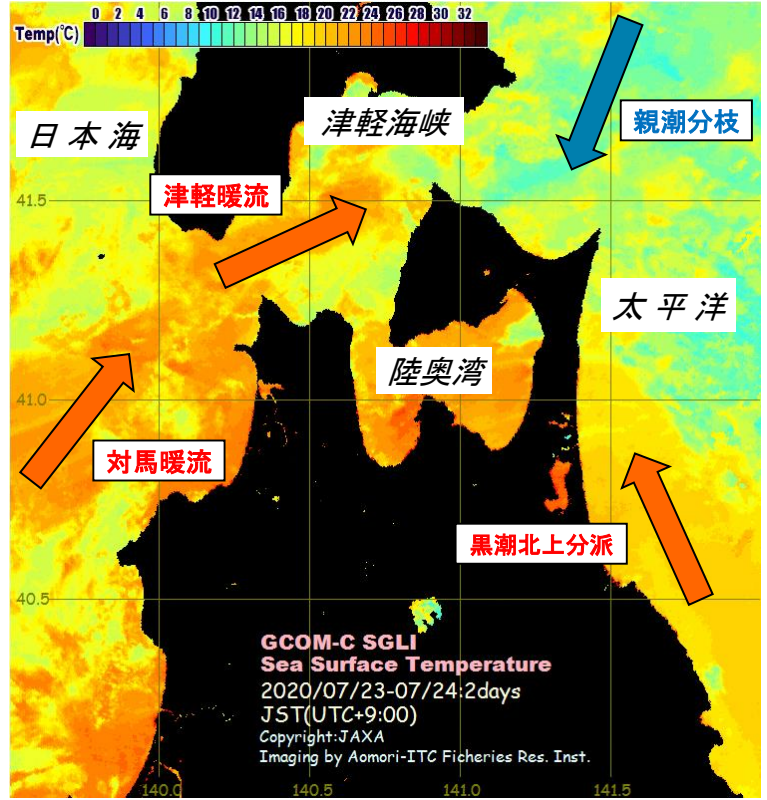 0 2 4 6 8 10 12 14 16 18 20 22 24 26 28 30 32
Temp(℃)
日本海
津軽海峡
親潮分枝
津軽暖流
41.5
太平洋
陸奥湾
41.0
対馬暖流
黒潮北上分派
40.5
GCOM-C SGLI
Sea Surface Temperature
2020/07/23-07/24:2days
JST(UTC+9:00)
Copyright:JAXA
Imaging by Aomori-ITC Ficheries Res. Inst.
140.0 140.5 141.0 141.5